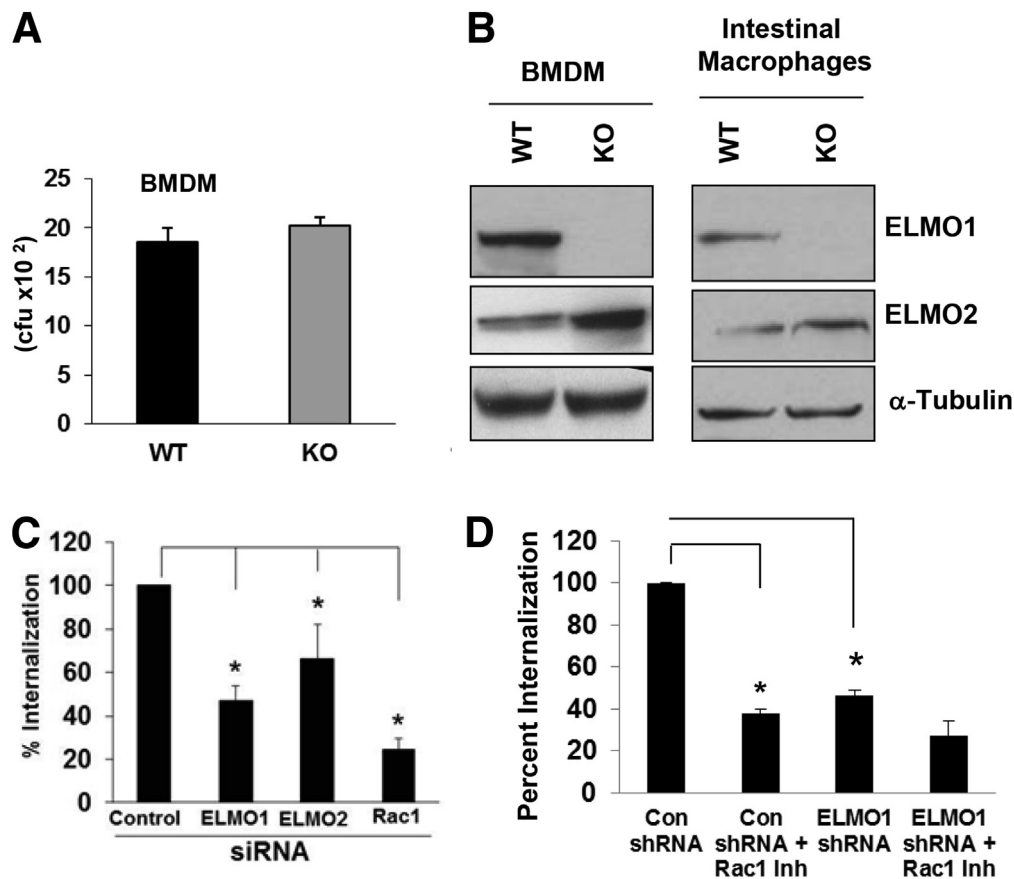 A
BMDM
(cfu x10 2)
25
20
15
10
5
0
WT KO
B
BMDM
Intestinal
Macrophages
WT KO WT KO
ELMO1
ELMO2
α-Tubulin
C
% Internalization
120
100
80
60
40
20
0
* * *
Control ELMO1 ELMO2 Rac1
siRNA
D
Percent Internalization
120
100
80
60
40
20
0
* *
Con Con ELMO1 ELMO1
shRNA shRNA + shRNA shRNA +
Rac1 Inh Rac1 Inh